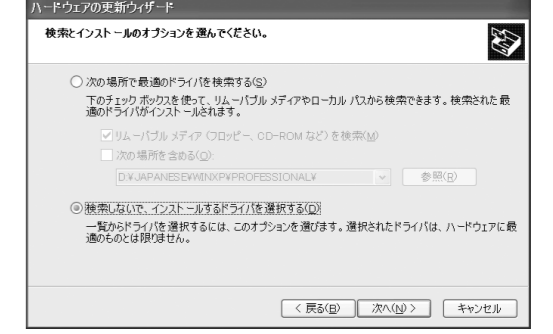 ハードウェアの更新ウィザード
検索とインストールのオプションを選んでください。
次の場所で最適のドライバを検索する(S)
下のチェック ボックスを使って、リムーバブル メディアやローカル パスから検索できます。検索された最
適のドライバがインストールされます。
リムーバブル メディア (フロッピー、CD-ROM など) を検索(M)
次の場所を含める(O):
D:¥JAPANESE¥WINXP¥PROFESSIONAL¥
参照(R)
検索しないで、インストールするドライバを選択する(D)
一覧からドライバを選択するには、このオプションを選びます。選択されたドライバは、ハードウェアに最
適のものとは限りません。
< 戻る(B) 次へ(N) > キャンセル